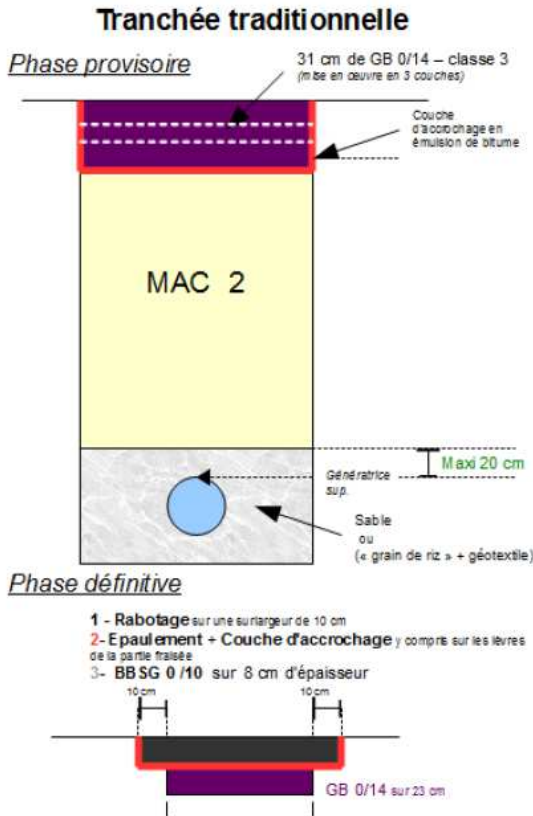 Tranchée traditionnelle
Phase provisoire
31 cm de GB 0/14 – classe 3
(mise en œuvre en 3 couches)
Couche
d'accrochage en
émulsion de bitume
MAC 2
Maxi 20 cm
Génératrice
sup.
Sable
ou
(« grain de riz » + géotextile)
Phase définitive
1 - Rabotage sur une surlargeur de 10 cm
2- Epaulement + Couche d'accrochage y compris sur les lèvres
de la partie fraisée
3- BBSG 0/10 sur 8 cm d'épaisseur
10 cm
10 cm
GB 0/14 sur 23 cm